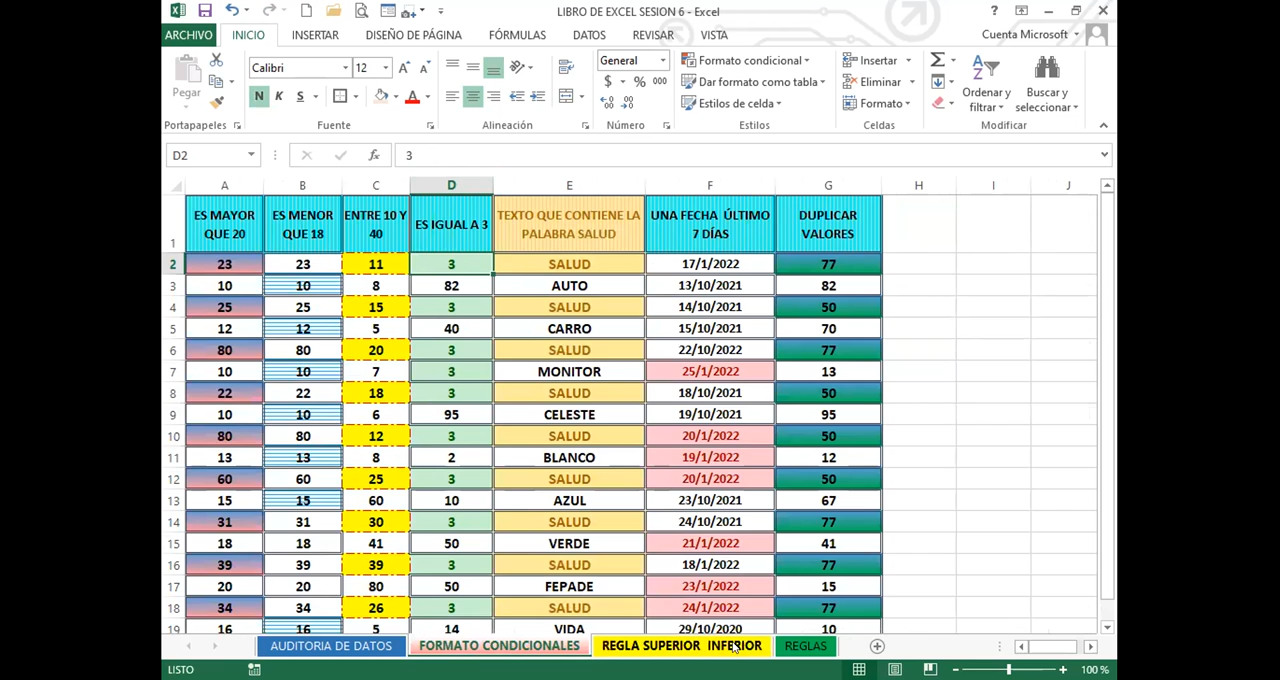 LIBRO DE EXCEL SESION 6 - Excel
ARCHIVO INICIO INSERTAR DISEÑO DE PÁGINA FÓRMULAS DATOS REVISAR VISTA Cuenta Microsoft
Calibri 12 General Formato condicional Insertar
Pegar N K S $ % 000 Dar formato como tabla Eliminar Ordenar y filtrar Buscar y seleccionar
Estilos de celda Formato
Portapapeles Fuente Alineación Número Estilos Celdas Modificar
D2 fx 3
A B C D E F G H I J
1 ES MAYOR QUE 20 ES MENOR QUE 18 ENTRE 10 Y 40 ES IGUAL A 3 TEXTO QUE CONTIENE LA PALABRA SALUD UNA FECHA ÚLTIMO 7 DÍAS DUPLICAR VALORES
2 23 23 11 3 SALUD 17/1/2022 77
3 10 10 8 82 AUTO 13/10/2021 82
4 25 25 15 3 SALUD 14/10/2021 50
5 12 12 5 40 CARRO 15/10/2021 70
6 80 80 20 3 SALUD 22/10/2021 77
7 10 10 7 3 MONITOR 25/1/2022 13
8 22 22 18 3 SALUD 18/10/2021 50
9 10 10 6 95 CELESTE 19/10/2021 95
10 80 80 12 3 SALUD 20/1/2022 50
11 13 13 8 2 BLANCO 19/1/2022 12
12 60 60 25 3 SALUD 20/1/2022 50
13 15 15 60 10 AZUL 23/10/2021 67
14 31 31 30 3 SALUD 24/10/2021 77
15 18 18 41 50 VERDE 21/1/2022 41
16 39 39 39 3 SALUD 18/1/2022 77
17 20 20 80 50 FEPADE 23/1/2022 15
18 34 34 26 3 SALUD 24/1/2022 77
19 16 16 5 14 VIDA 29/10/2020 10
AUDITORIA DE DATOS FORMATO CONDICIONALES REGLA SUPERIOR INFERIOR REGLAS
LISTO 100 %